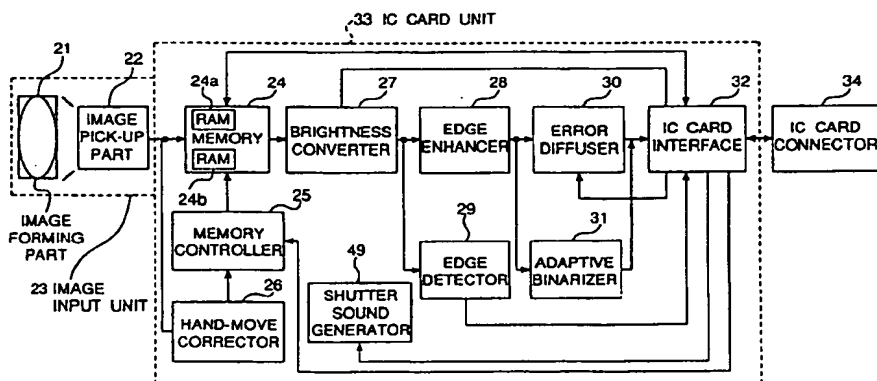 33 IC CARD UNIT
21
22
24a
24
27
28
30
32
34
IMAGE
PICK-UP
PART
RAM
MEMORY
RAM
BRIGHTNESS
CONVERTER
EDGE
ENHANCER
ERROR
DIFFUSER
IC CARD
INTERFACE
IC CARD
CONNECTOR
IMAGE
FORMING PART
24b
25
29
31
MEMORY
CONTROLLER
49
EDGE
DETECTOR
ADAPTIVE
BINARIZER
23 IMAGE
INPUT UNIT
26
HAND-MOVE
CORRECTOR
SHUTTER
SOUND
GENERATOR